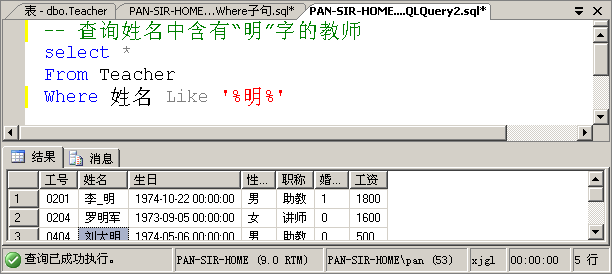 表 - dbo.Teacher PAN-SIR-HOME...Where子句.sql* PAN-SIR-HOME....QLQuery2.sql*
-- 查询姓名中含有“明”字的教师
select *
From Teacher
Where 姓名 Like '%明%'
结果 消息
工号 姓名 生日 性... 职称 婚... 工资
1 0201 李_明 1974-10-22 00:00:00 男 助教 1 1800
2 0204 罗明军 1973-09-05 00:00:00 女 讲师 0 1600
3 0404 刘大明 1974-05-06 00:00:00 男 助教 0 500
查询已成功执行。 PAN-SIR-HOME (9.0 RTM) PAN-SIR-HOME\pan (53) xjgl 00:00:00 5 行